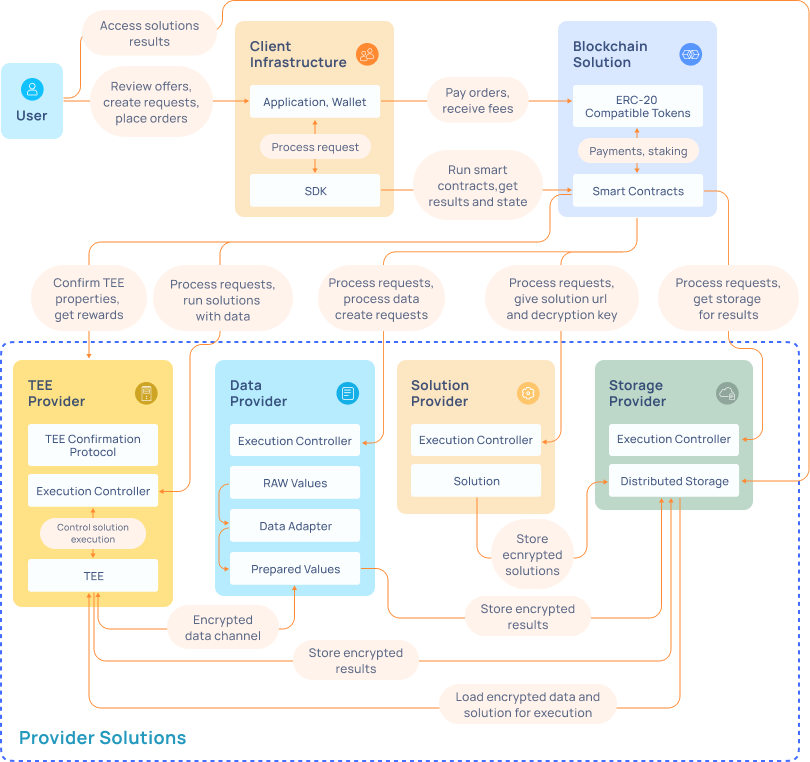 Access solutions
results
User
Review offers,
create requests,
place orders
Client
Infrastructure
Application, Wallet
Process request
SDK
Pay orders,
receive fees
Run smart
contracts,get
results and state
Blockchain
Solution
ERC-20
Compatible Tokens
Payments, staking
Smart Contracts
Confirm TEE
properties,
get rewards
Process requests,
run solutions
with data
Process requests,
process data
create requests
Process requests,
give solution url
and decryption key
Process requests,
get storage
for results
TEE
Provider
TEE Confirmation
Protocol
Execution Controller
Control solution
execution
TEE
Data
Provider
Execution Controller
RAW Values
Data Adapter
Prepared Values
Solution
Provider
Execution Controller
Solution
Storage
Provider
Execution Controller
Distributed Storage
Store
ecnrypted
solutions
Encrypted
data channel
Store encrypted
results
Store encrypted
results
Load encrypted data and
solution for execution
Provider Solutions